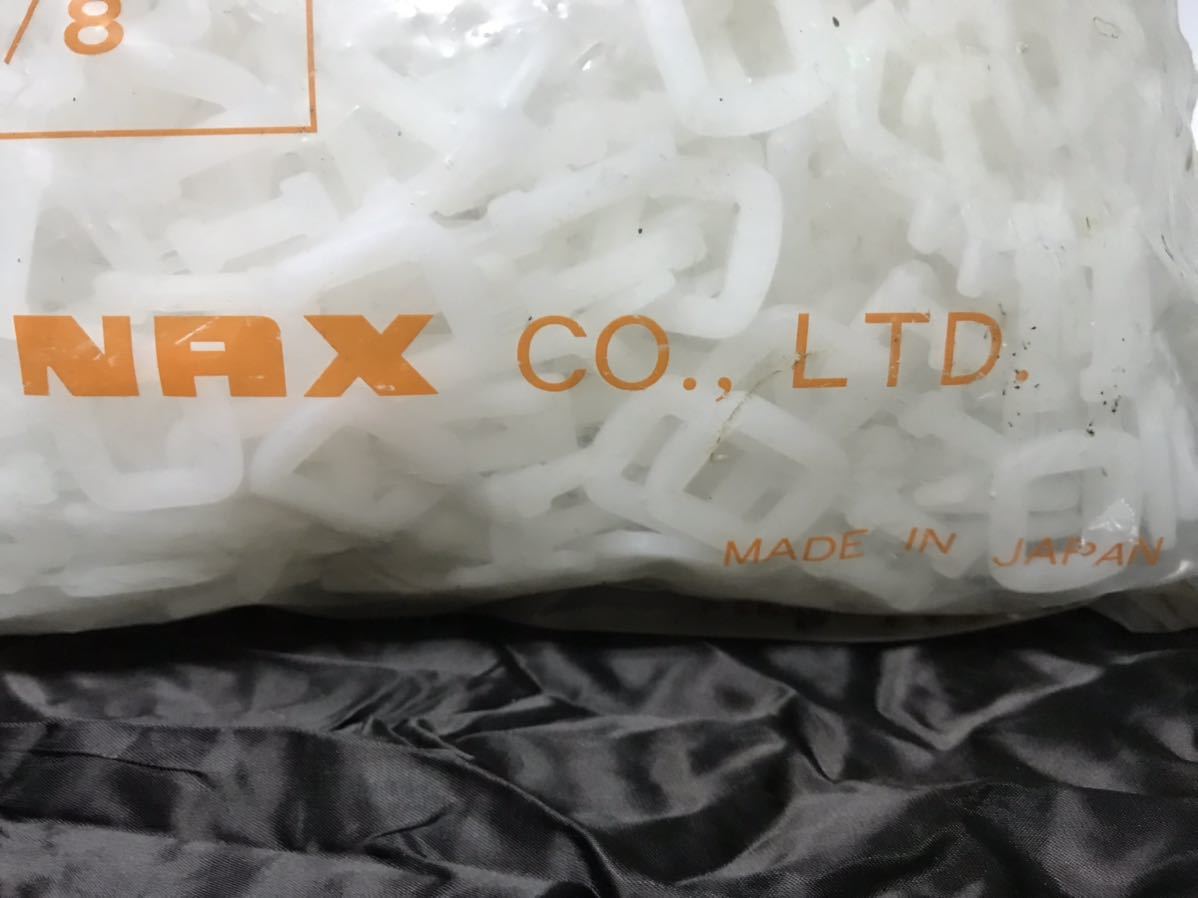 /8
NAX CO., LTD.
MADE IN JAPAN